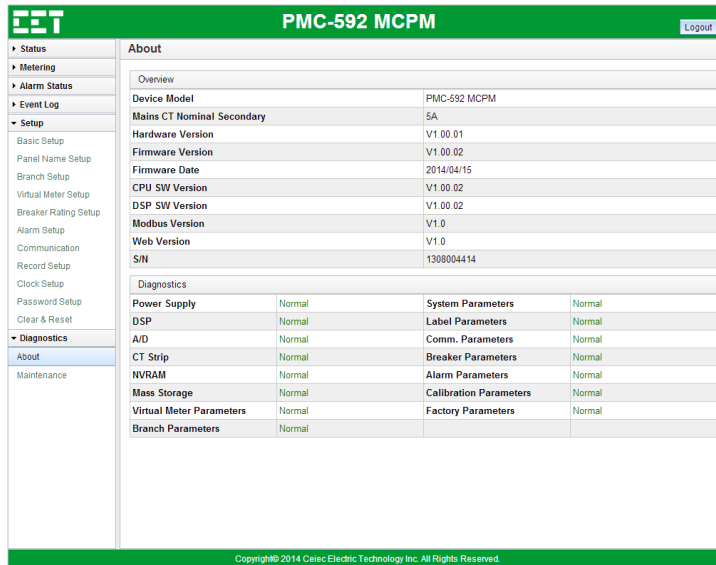 CET
PMC-592 MCPM
Logout
Status
Metering
Alarm Status
Event Log
Setup
Basic Setup
Panel Name Setup
Branch Setup
Virtual Meter Setup
Breaker Rating Setup
Alarm Setup
Communication
Record Setup
Clock Setup
Password Setup
Clear & Reset
Diagnostics
About
Maintenance
About
Overview
Device Model PMC-592 MCPM
Mains CT Nominal Secondary 5A
Hardware Version V1.00.01
Firmware Version V1.00.02
Firmware Date 2014/04/15
CPU SW Version V1.00.02
DSP SW Version V1.00.02
Modbus Version V1.0
Web Version V1.0
S/N 1308004414
Diagnostics
Power Supply Normal System Parameters Normal
DSP Normal Label Parameters Normal
A/D Normal Comm. Parameters Normal
CT Strip Normal Breaker Parameters Normal
NVRAM Normal Alarm Parameters Normal
Mass Storage Normal Calibration Parameters Normal
Virtual Meter Parameters Normal Factory Parameters Normal
Branch Parameters Normal
Copyright© 2014 Ceiec Electric Technology Inc. All Rights Reserved.